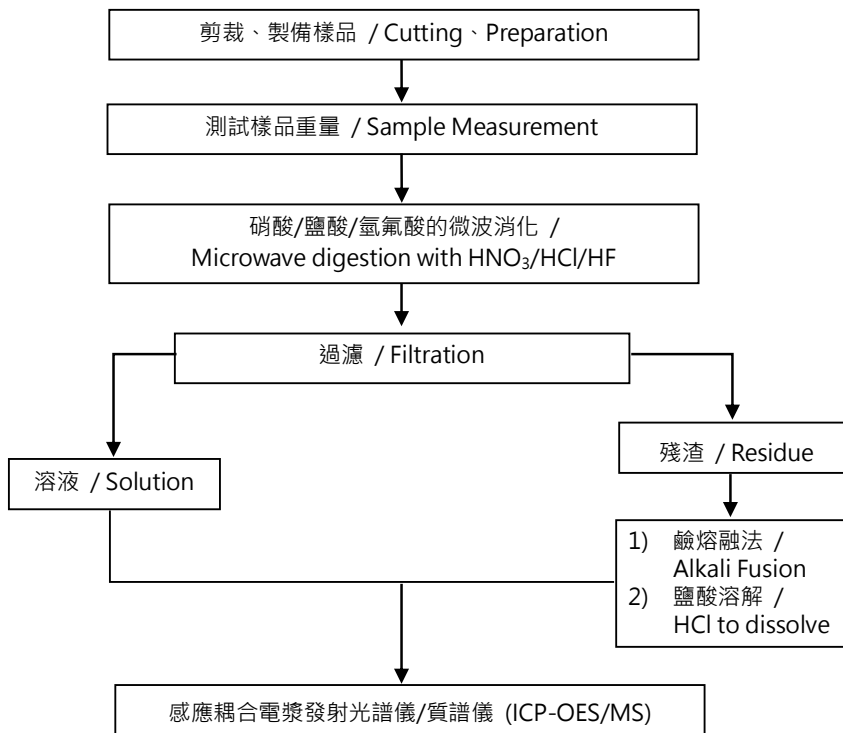 剪裁、製備樣品 / Cutting、Preparation
測試樣品重量 / Sample Measurement
硝酸/鹽酸/氫氟酸的微波消化 /
Microwave digestion with HNO₃/HCl/HF
過濾 / Filtration
溶液 / Solution
殘渣 / Residue
1) 鹼熔融法 /
Alkali Fusion
2) 鹽酸溶解 /
HCl to dissolve
感應耦合電漿發射光譜儀/質譜儀 (ICP-OES/MS)